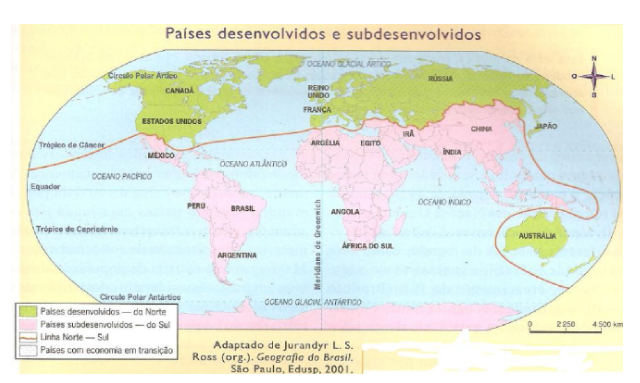 Países desenvolvidos e subdesenvolvidos
OCEANO GLACIAL ÁRTICO
Círculo Polar Ártico
CANADÁ
REINO UNIDO
RÚSSIA
FRANÇA
ESTADOS UNIDOS
N
O
L
S
JAPÃO
CHINA
IRÃ
Trópico de Câncer
MÉXICO
ARGÉLIA
EGITO
ÍNDIA
OCEANO ATLÂNTICO
OCEANO PACÍFICO
Equador
OCEANO ÍNDICO
PERU
BRASIL
ANGOLA
Trópico de Capricórnio
AUSTRÁLIA
ÁFRICA DO SUL
ARGENTINA
Meridiano de Greenwich
Círculo Polar Antártico
OCEANO GLACIAL ANTÁRTICO
Países desenvolvidos — do Norte
Países subdesenvolvidos — do Sul
Linha Norte — Sul
Países com economia em transição
0 2 250 4 500 km
Adaptado de Jurandyr L. S.
Ross (org.). Geografia do Brasil.
São Paulo, Edusp, 2001.